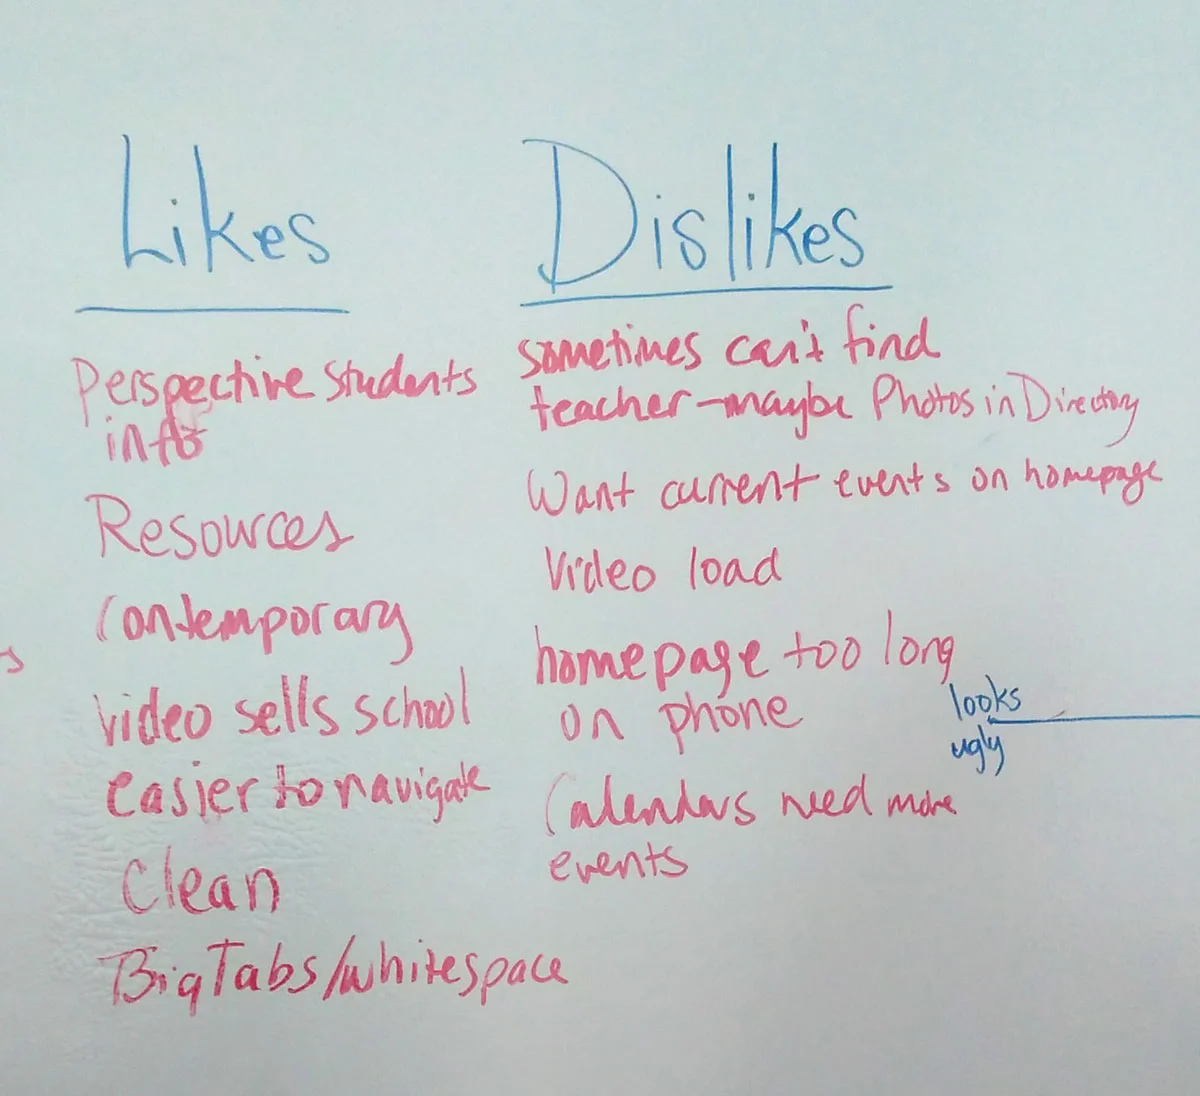 Likes
Perspective students
info
Resources
Contemporary
video sells school
easier to navigate
Clean
Big Tabs/whitespace
Dislikes
sometimes can't find
teacher-maybe Photos in Directory
Want current events on homepage
Video load
homepage too long
on phone
looks
ugly
Calendars need more
events